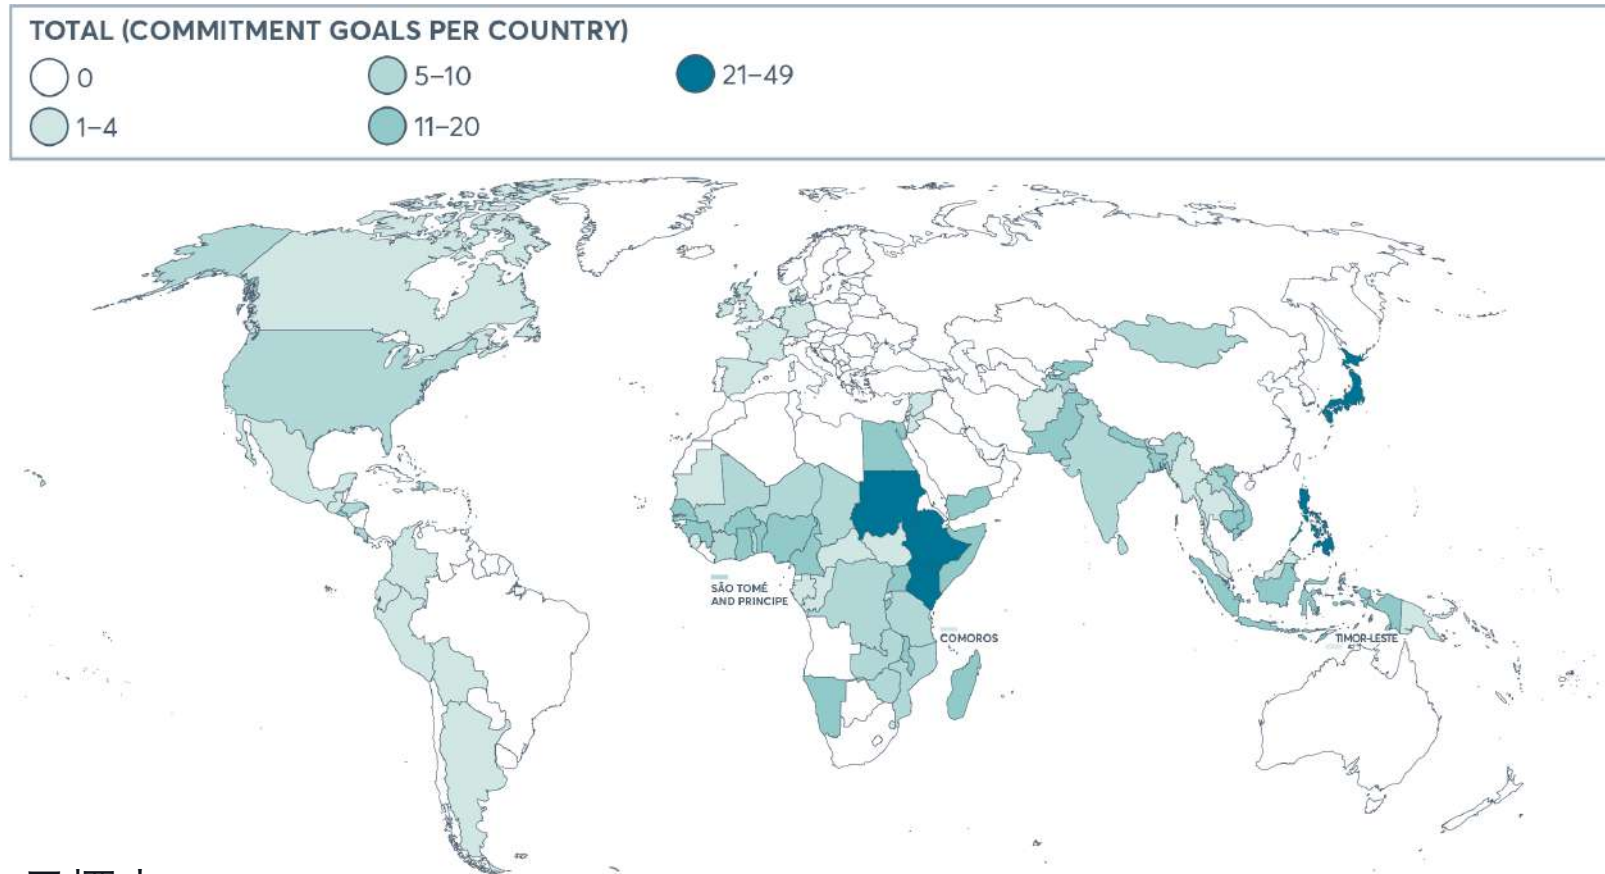 TOTAL (COMMITMENT GOALS PER COUNTRY)
0
5–10
21–49
1–4
11–20
SÃO TOMÉ
AND PRINCIPE
COMOROS
TIMOR-LESTE